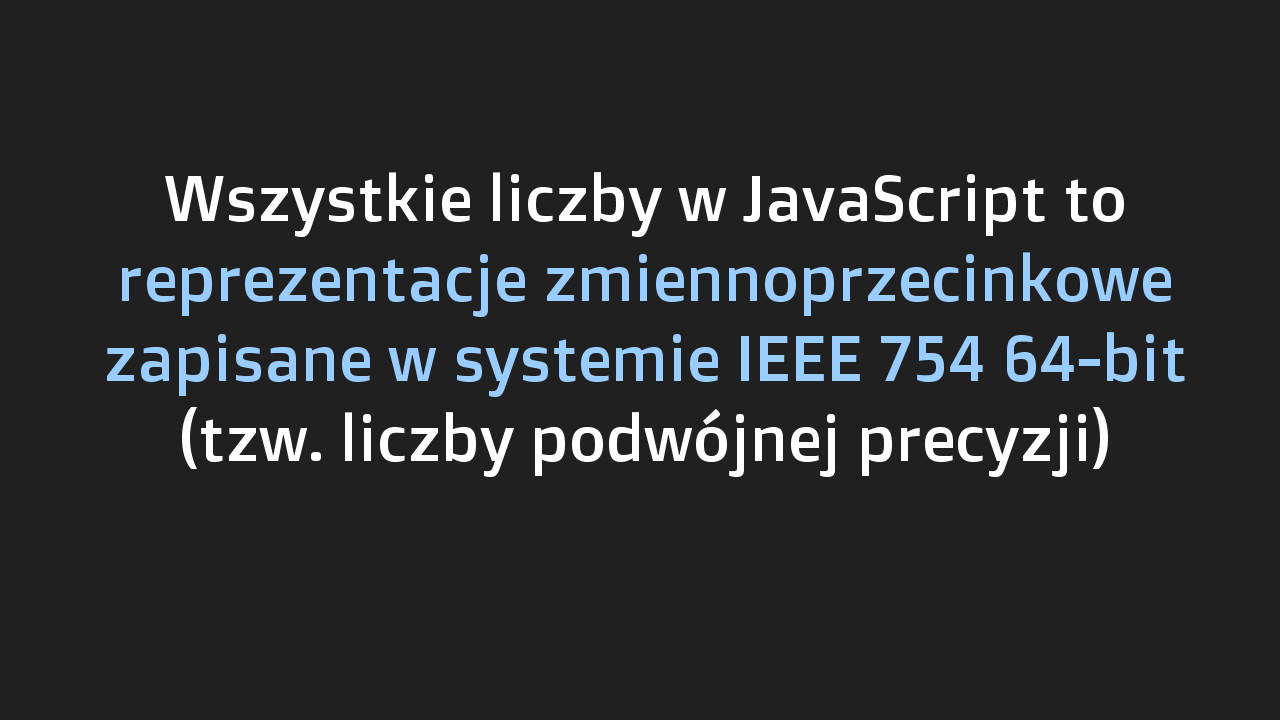 Wszystkie liczby w JavaScript to
reprezentacje zmiennoprzecinkowe
zapisane w systemie IEEE 754 64-bit
(tzw. liczby podwójnej precyzji)